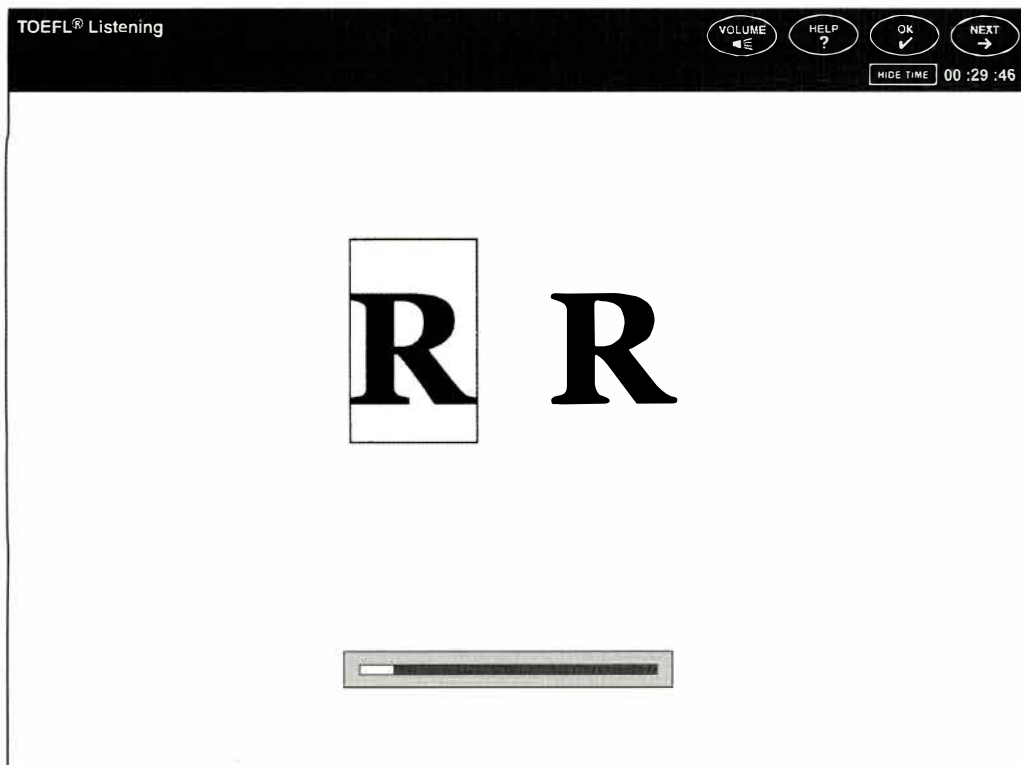 TOEFL® Listening
VOLUME
HELP
?
OK
NEXT
HIDE TIME 00 :29 :46
R R